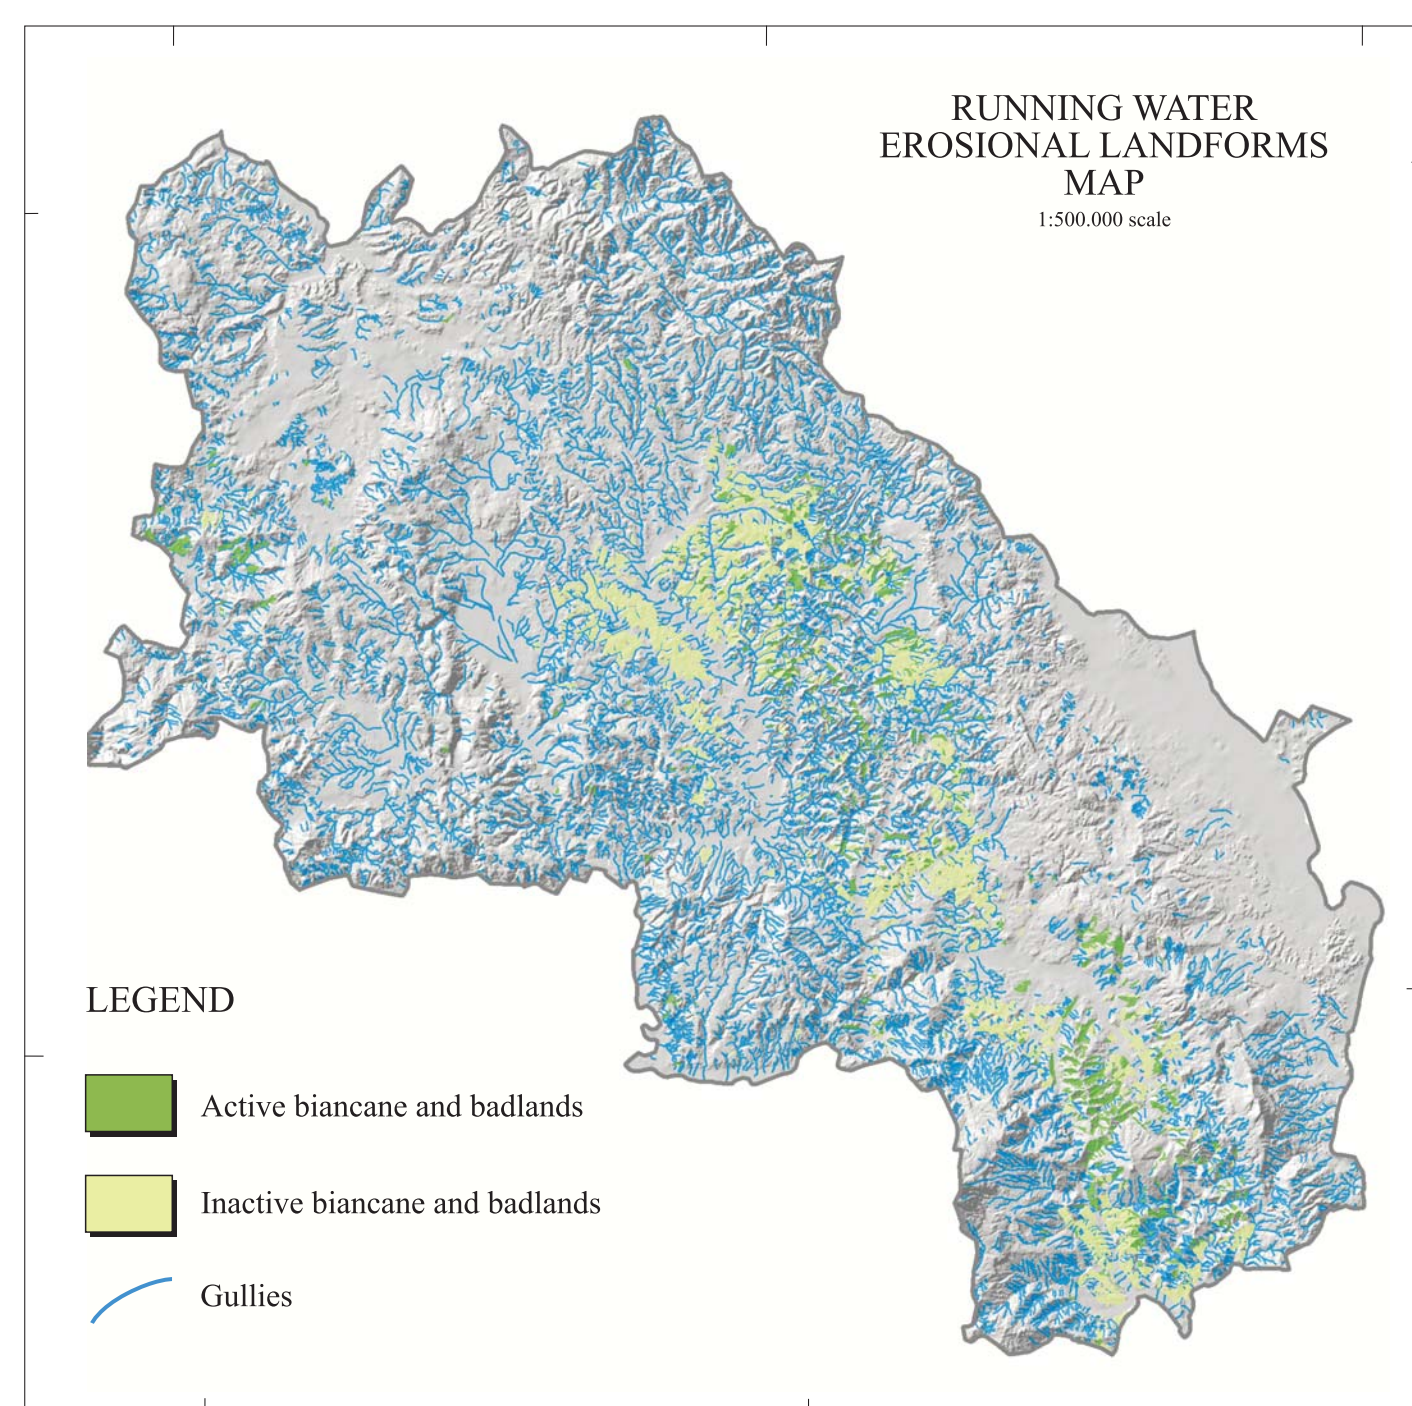 RUNNING WATER
EROSIONAL LANDFORMS
MAP
1:500.000 scale
LEGEND
Active biancane and badlands
Inactive biancane and badlands
Gullies